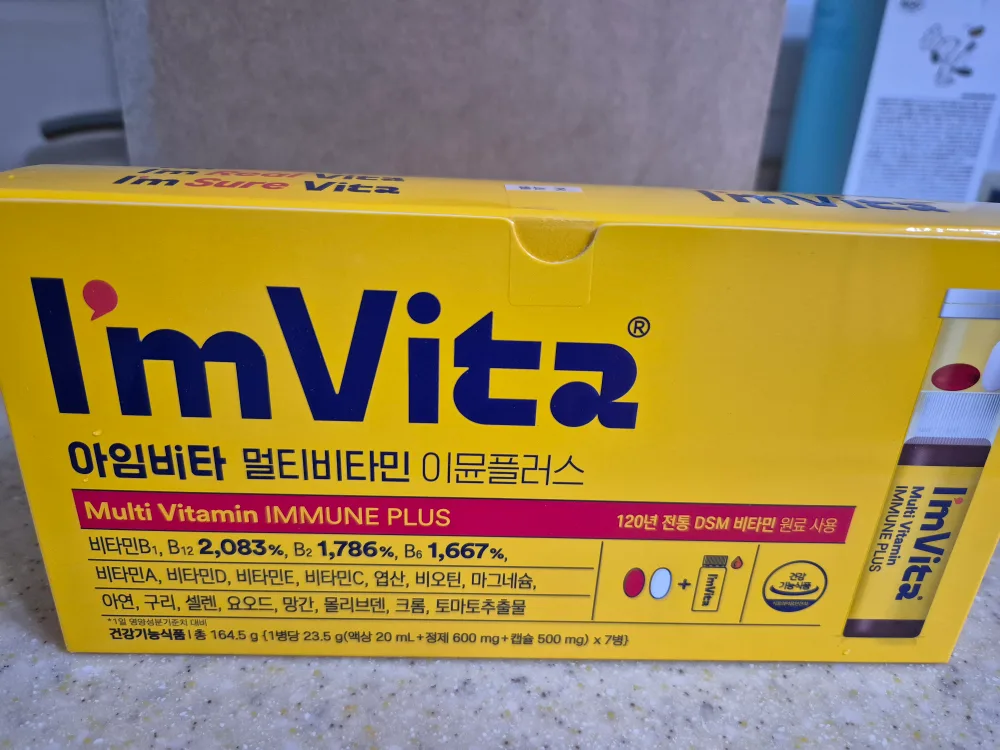 I'm Real Vita
I'm Sure Vita
I'mVita
I'mVita®
아임비타 멀티비타민 이뮨플러스
Multi Vitamin IMMUNE PLUS
120년 전통 DSM 비타민 원료 사용
비타민B1, B12 2,083%, B2 1,786%, B6 1,667%,
비타민A, 비타민D, 비타민E, 비타민C, 엽산, 비오틴, 마그네슘,
아연, 구리, 셀렌, 요오드, 망간, 몰리브덴, 크롬, 토마토추출물
*1일 영양성분기준치 대비
건강기능식품 | 총 164.5 g {1병당 23.5 g(액상 20 mL+정제 600 mg+캡슐 500 mg) x 7병}
+
I'mVita
건강
기능식품
I'mVita
Multi Vitamin
IMMUNE PLUS